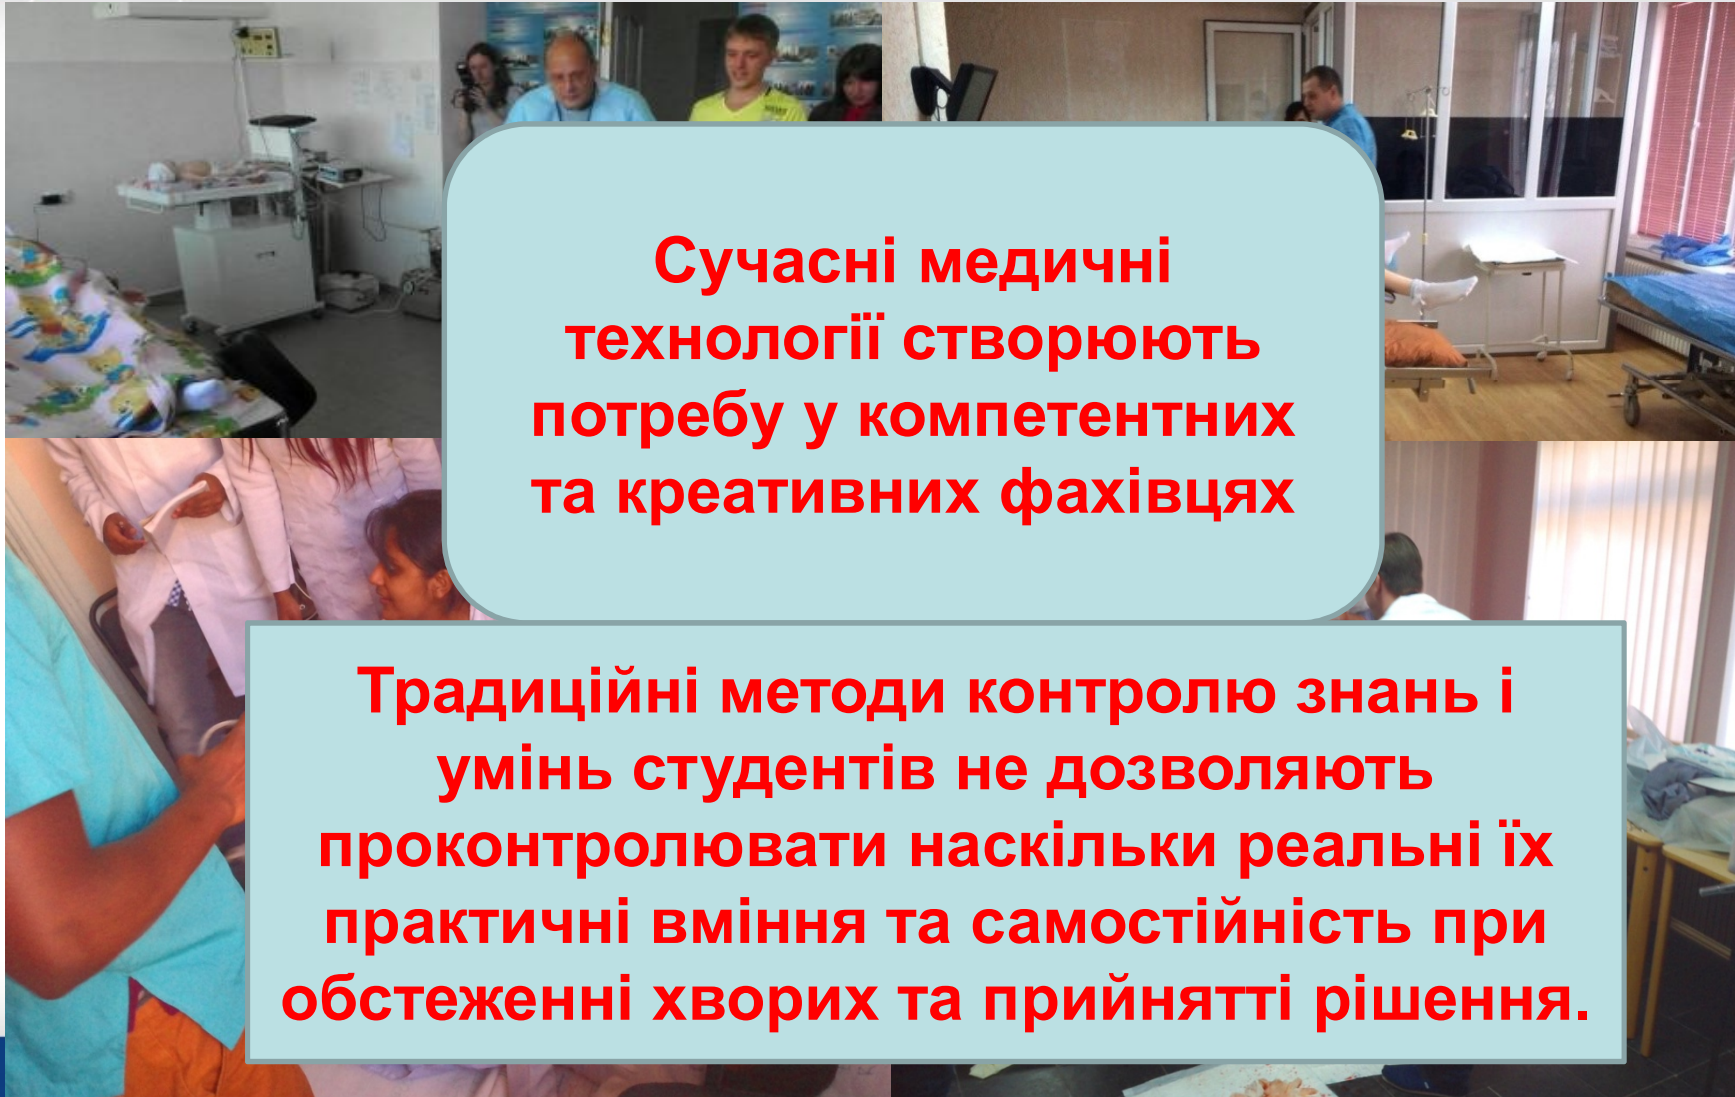 Сучасні медичні
технології створюють
потребу у компетентних
та креативних фахівцях
Традиційні методи контролю знань і
умінь студентів не дозволяють
проконтролювати наскільки реальні їх
практичні вміння та самостійність при
обстеженні хворих та прийнятті рішення.